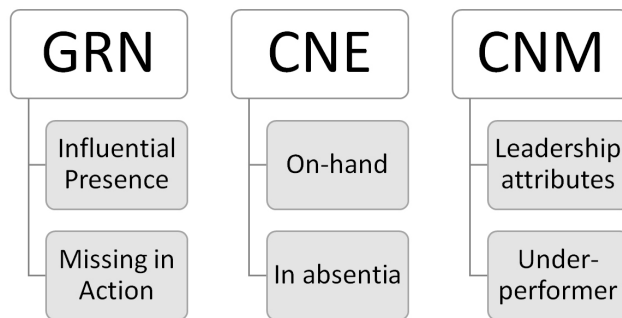 GRN
Influential
Presence
Missing in
Action
CNE
On-hand
In absentia
CNM
Leadership
attributes
Under-
performer